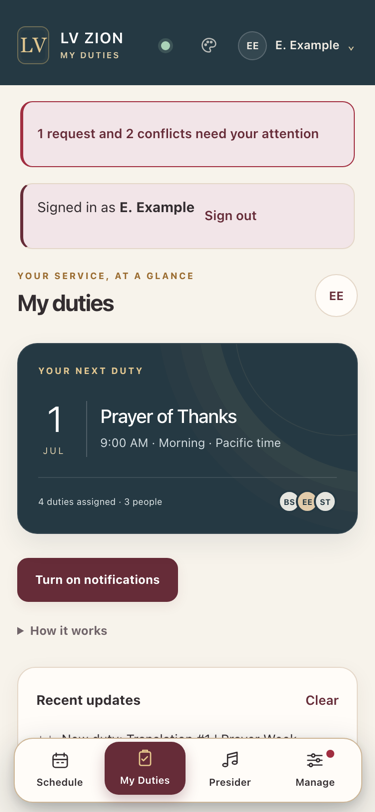 LV
LV ZION
MY DUTIES
EE
E. Example
1 request and 2 conflicts need your attention
Signed in as E. Example
Sign out
YOUR SERVICE, AT A GLANCE
My duties
EE
YOUR NEXT DUTY
1
JUL
Prayer of Thanks
9:00 AM · Morning · Pacific time
4 duties assigned · 3 people
BS
EE
ST
Turn on notifications
How it works
Recent updates
Clear
Schedule
My Duties
Presider
Manage